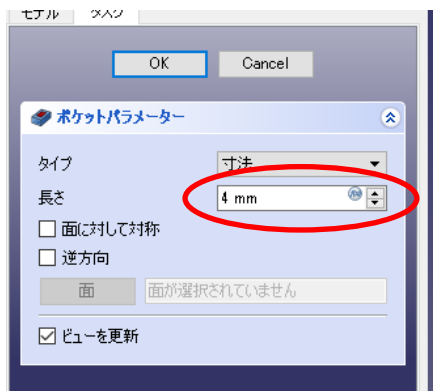 モデル タスク
OK Cancel
ポケットパラメーター
タイプ 寸法
長さ 4 mm
面に対して対称
逆方向
面 面が選択されていません
ビューを更新